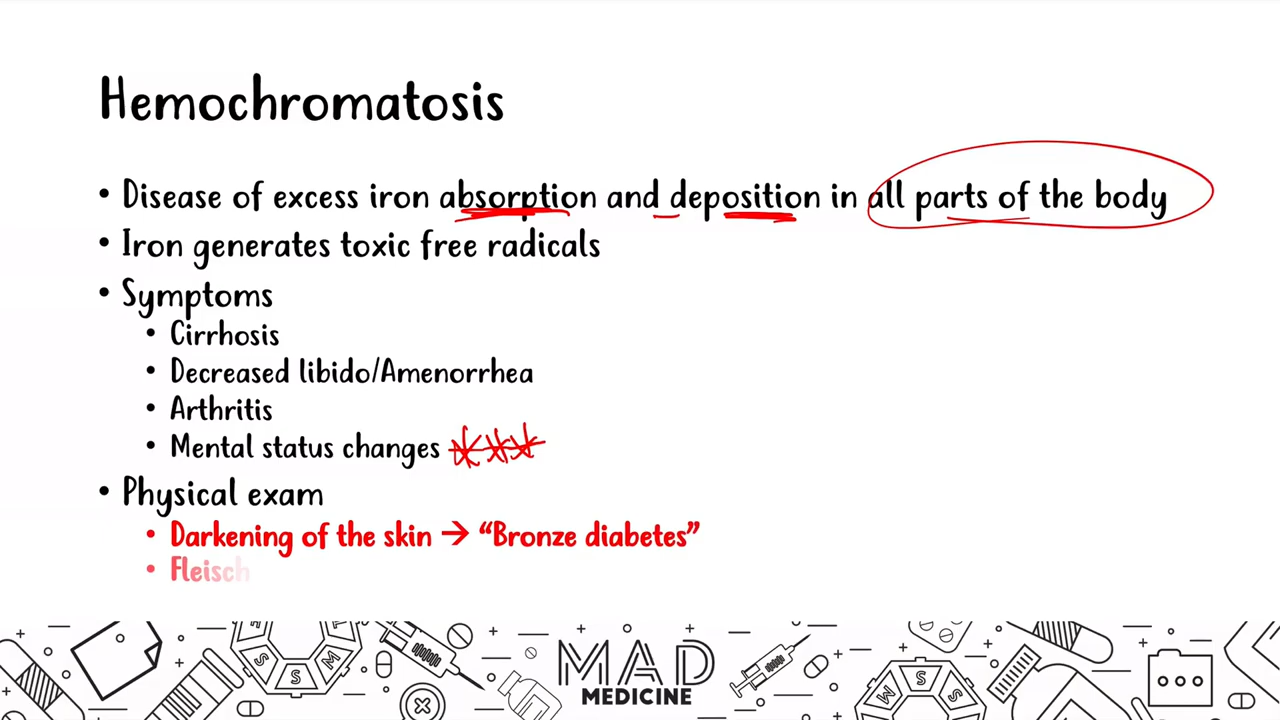 Hemochromatosis
• Disease of excess iron absorption and deposition in all parts of the body
• Iron generates toxic free radicals
• Symptoms
• Cirrhosis
• Decreased libido/Amenorrhea
• Arthritis
• Mental status changes ***
• Physical exam
• Darkening of the skin → “Bronze diabetes”
• Fleisch
S S M
M S S
MAD
MEDICINE